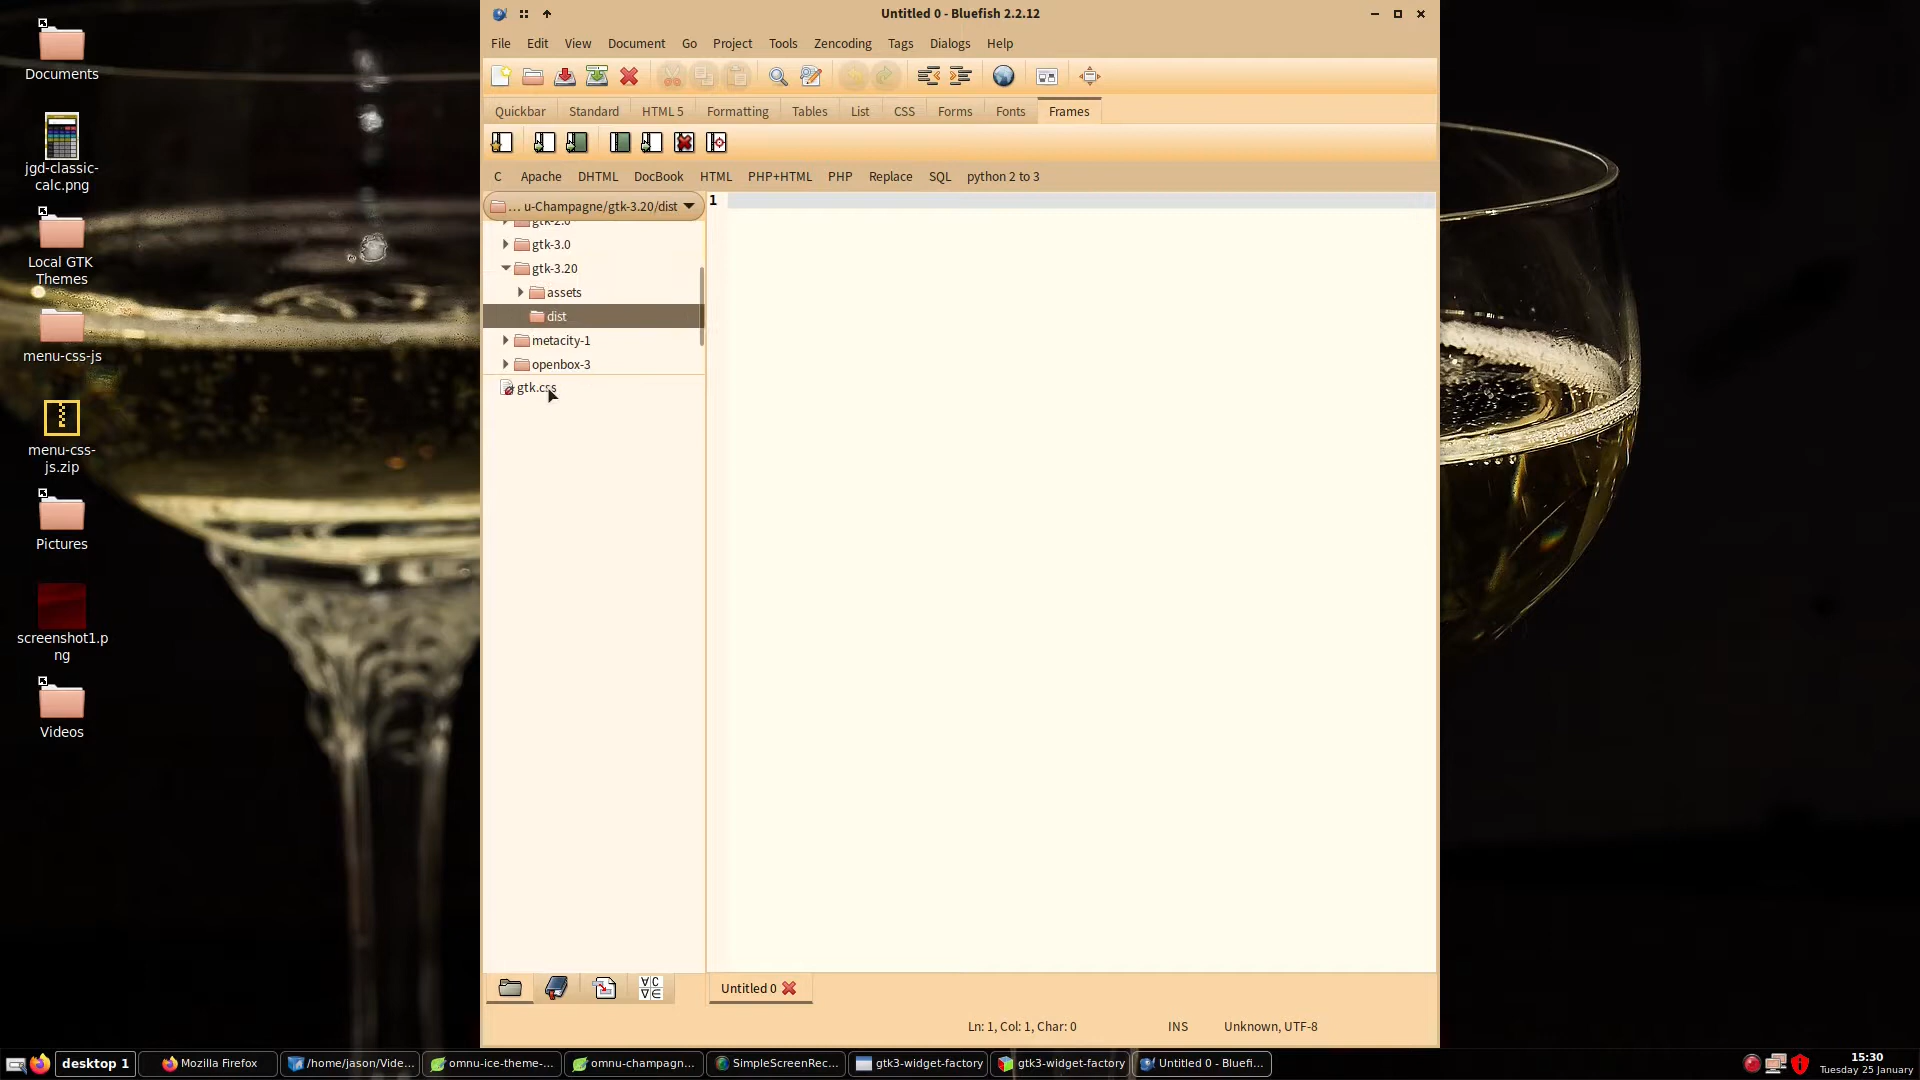 Documents
jgd-classic-
calc.png
Local GTK
Themes
menu-css-js
menu-css-
js.zip
Pictures
screenshot1.p
ng
Videos
Untitled 0 - Bluefish 2.2.12
File Edit View Document Go Project Tools Zencoding Tags Dialogs Help
Quickbar Standard HTML 5 Formatting Tables List CSS Forms Fonts Frames
C Apache DHTML DocBook HTML PHP+HTML PHP Replace SQL python 2 to 3
... u-Champagne/gtk-3.20/dist
gtk-2.0
gtk-3.0
gtk-3.20
assets
dist
metacity-1
openbox-3
gtk.css
1
Untitled 0
Ln: 1, Col: 1, Char: 0 INS Unknown, UTF-8
desktop 1 Mozilla Firefox /home/jason/Vide... omnu-ice-theme-... omnu-champagn... SimpleScreenRec... gtk3-widget-factory gtk3-widget-factory Untitled 0 - Bluefi...
15:30
Tuesday 25 January